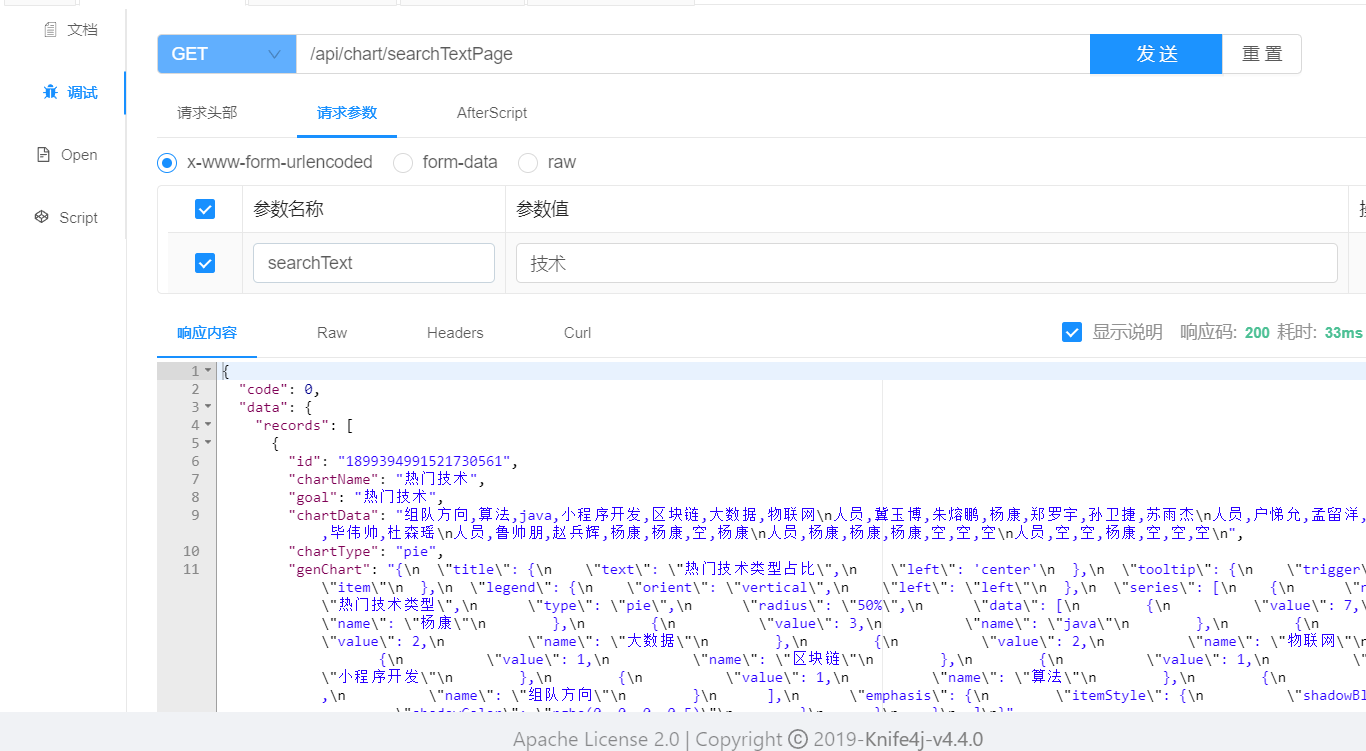 文档
调试
Open
Script
GET /api/chart/searchTextPage 发 送 重 置
请求头部 请求参数 AfterScript
x-www-form-urlencoded form-data raw
参数名称 参数值
searchText 技术
响应内容 Raw Headers Curl 显示说明 响应码: 200 耗时: 33ms
1 {
2 "code": 0,
3 "data": {
4 "records": [
5 {
6 "id": "1899394991521730561",
7 "chartName": "热门技术",
8 "goal": "热门技术",
9 "chartData": "组队方向,算法,java,小程序开发,区块链,大数据,物联网\n人员,冀玉博,朱熔鹏,杨康,郑罗宇,孙卫捷,苏雨杰\n人员,户悌允,孟留洋,
,毕伟帅,杜森瑶\n人员,鲁帅朋,赵兵辉,杨康,杨康,空,杨康\n人员,杨康,杨康,杨康,空,空,空\n人员,空,空,杨康,空,空,空\n",
10 "chartType": "pie",
11 "genChart": "{\n \"title\": {\n \"text\": \"热门技术类型占比\",\n \"left\": 'center'\n },\n \"tooltip\": {\n \"trigger\
\"item\"\n },\n \"legend\": {\n \"orient\": \"vertical\",\n \"left\": \"left\"\n },\n \"series\": [\n {\n \"n
\"热门技术类型\",\n \"type\": \"pie\",\n \"radius\": \"50%\",\n \"data\": [\n {\n \"value\": 7,\
\"name\": \"杨康\"\n },\n {\n \"value\": 3,\n \"name\": \"java\"\n },\n {\n
\"value\": 2,\n \"name\": \"大数据\"\n },\n {\n \"value\": 2,\n \"name\": \"物联网\"\n
{\n \"value\": 1,\n \"name\": \"区块链\"\n },\n {\n \"value\": 1,\n \"
\"小程序开发\"\n },\n {\n \"value\": 1,\n \"name\": \"算法\"\n },\n {\n
,\n \"name\": \"组队方向\"\n }\n ],\n \"emphasis\": {\n \"itemStyle\": {\n \"shadowBl
Apache License 2.0 | Copyright © 2019-Knife4j-v4.4.0